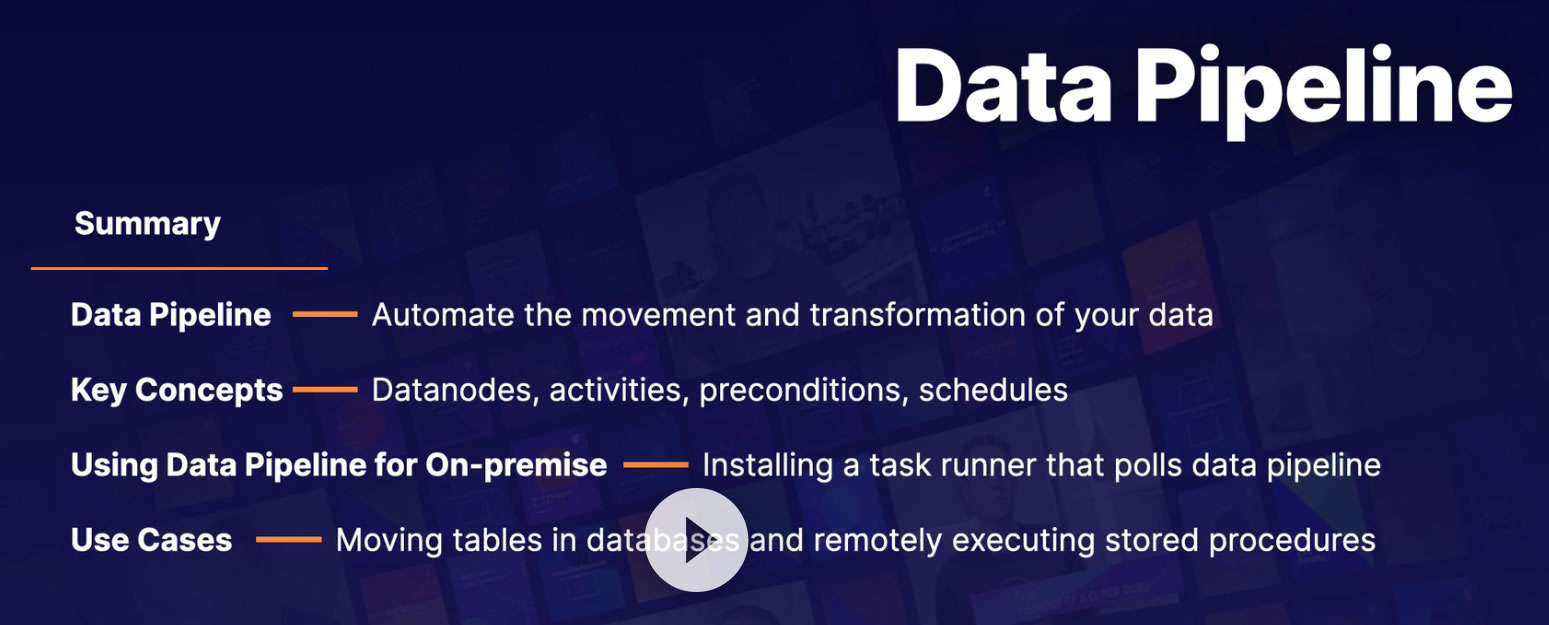 Data Pipeline
Summary
Data Pipeline — Automate the movement and transformation of your data
Key Concepts — Datanodes, activities, preconditions, schedules
Using Data Pipeline for On-premise — Installing a task runner that polls data pipeline
Use Cases — Moving tables in databases and remotely executing stored procedures